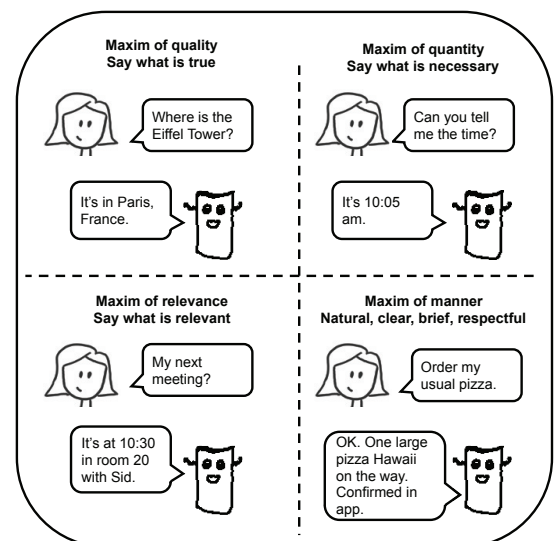 Maxim of quality
Say what is true
Where is the
Eiffel Tower?
It's in Paris,
France.
Maxim of quantity
Say what is necessary
Can you tell
me the time?
It's 10:05
am.
Maxim of relevance
Say what is relevant
My next
meeting?
It's at 10:30
in room 20
with Sid.
Maxim of manner
Natural, clear, brief, respectful
Order my
usual pizza.
OK. One large
pizza Hawaii
on the way.
Confirmed in
app.